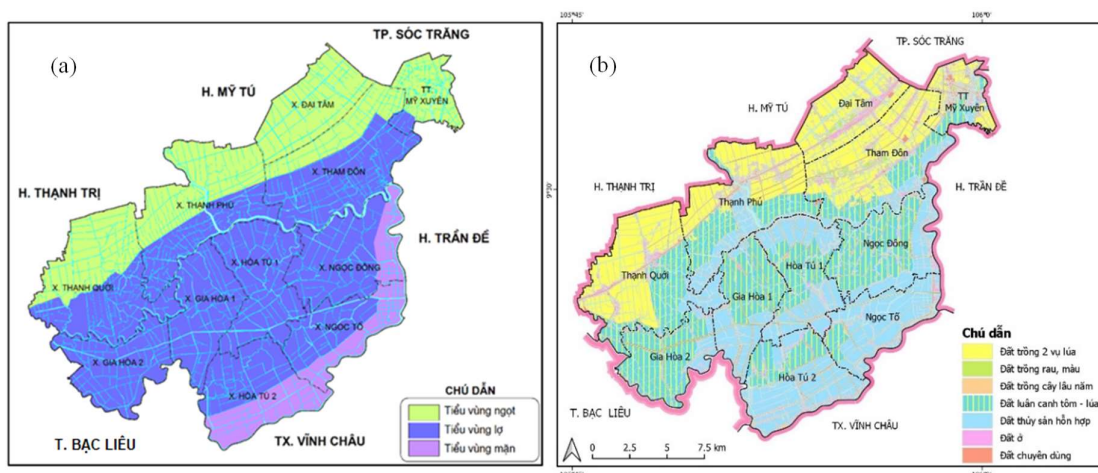 (a)
TP. SÓC TRĂNG
H. MỸ TÚ
TT.
MỸ XUYÊN
X. ĐẠI TÂM
X. THAM ĐÔN
H. THẠNH TRỊ
X. THẠNH PHÚ
H. TRẦN ĐỀ
X. HÒA TÚ 1
X. NGỌC ĐÔNG
X. THẠNH QUỚI
X. GIA HÒA 1
X. NGỌC TỐ
X. GIA HÒA 2
X. HÒA TÚ 2
T. BẠC LIÊU
TX. VĨNH CHÂU
CHÚ DẪN
Tiểu vùng ngọt
Tiểu vùng lợ
Tiểu vùng mặn
(b)
105°45'
106°0'
9°30'
TP. SÓC TRĂNG
H. MỸ TÚ
Đại Tâm
TT
Mỹ Xuyên
Tham Đôn
H. THẠNH TRỊ
Thạnh Phú
H. TRẦN ĐỀ
Ngọc Đông
Hòa Tú 1
Thạnh Quới
Gia Hòa 1
Ngọc Tố
Gia Hòa 2
Hòa Tú 2
T. BẠC LIÊU
TX. VĨNH CHÂU
0 2.5 5 7.5 km
Chú dẫn
Đất trồng 2 vụ lúa
Đất trồng rau, màu
Đất trồng cây lâu năm
Đất luân canh tôm - lúa
Đất thủy sản hỗn hợp
Đất ở
Đất chuyên dùng